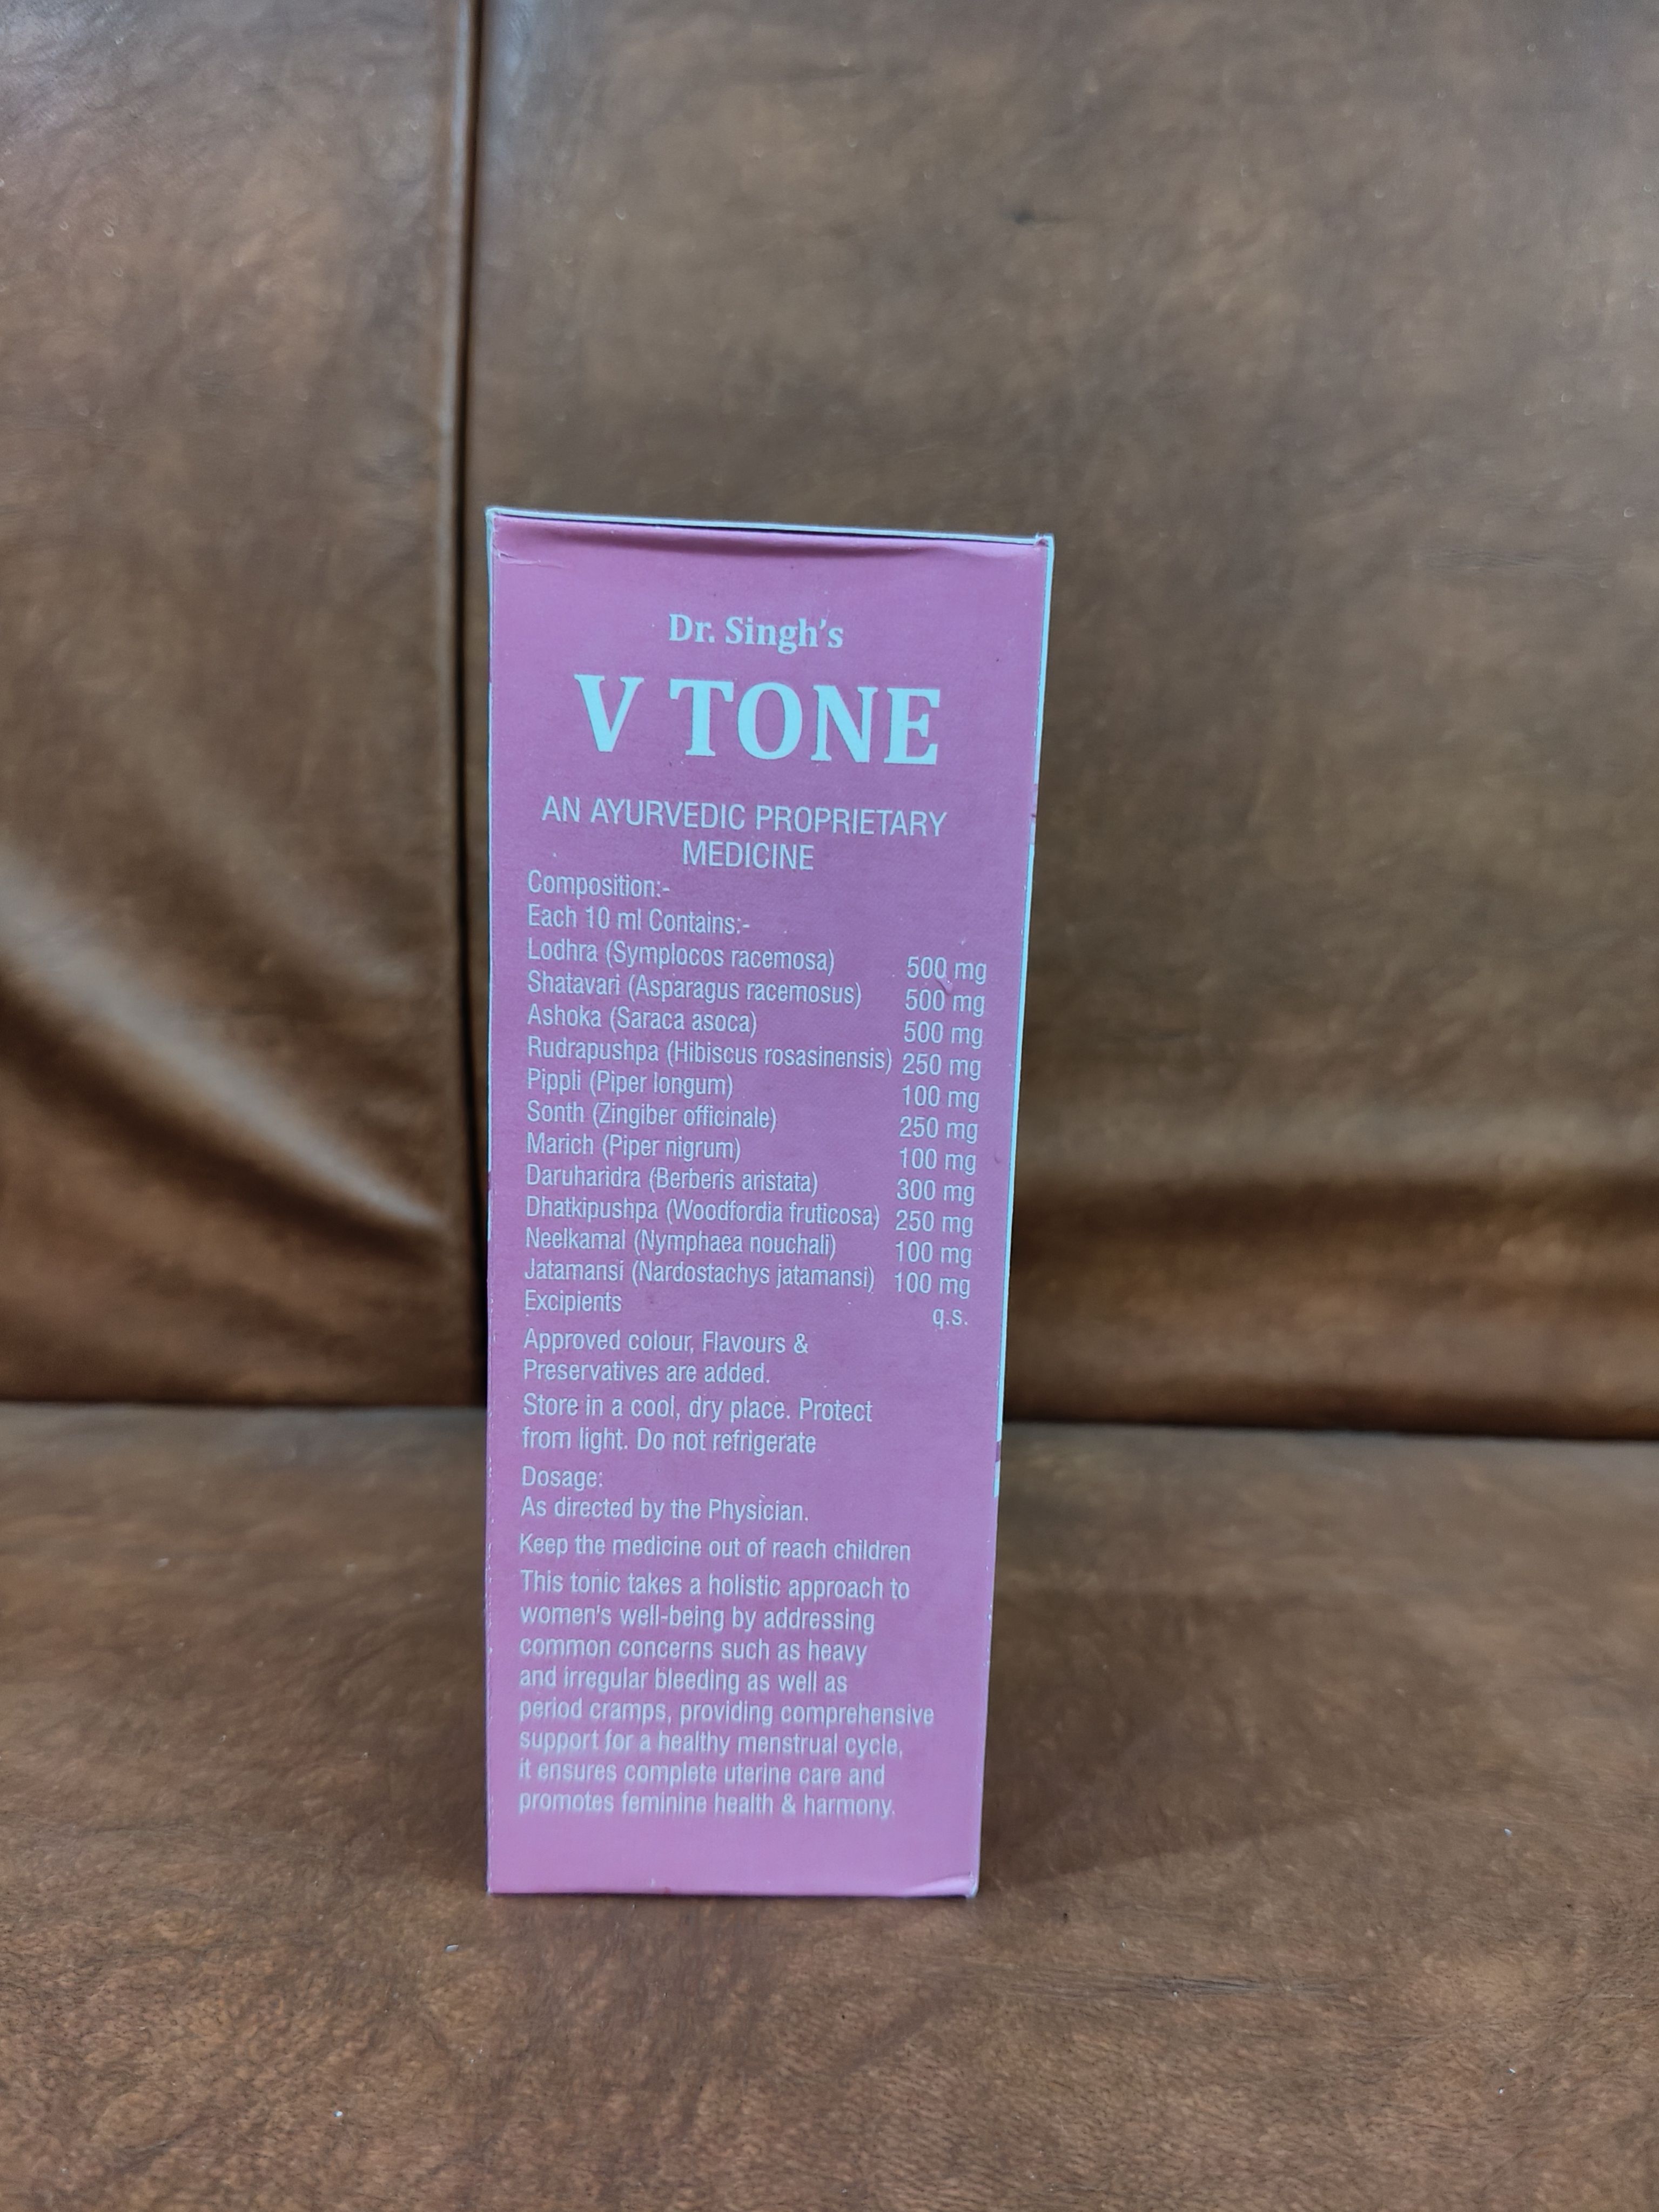 Dr. Singh's
V TONE
AN AYURVEDIC PROPRIETARY
MEDICINE
Composition:-
Each 10 ml Contains:-
Lodhra (Symplocos racemosa) 500 mg
Shatavari (Asparagus racemosus) 500 mg
Ashoka (Saraca asoca) 500 mg
Rudrapushpa (Hibiscus rosasinensis) 250 mg
Pippli (Piper longum) 100 mg
Sonth (Zingiber officinale) 250 mg
Marich (Piper nigrum) 100 mg
Daruharidra (Berberis aristata) 300 mg
Dhatkipushpa (Woodfordia fruticosa) 250 mg
Neelkamal (Nymphaea nouchali) 100 mg
Jatamansi (Nardostachys jatamansi) 100 mg
Excipients q.s.
Approved colour, Flavours &
Preservatives are added.
Store in a cool, dry place. Protect
from light. Do not refrigerate
Dosage:
As directed by the Physician.
Keep the medicine out of reach children
This tonic takes a holistic approach to
women's well-being by addressing
common concerns such as heavy
and irregular bleeding as well as
period cramps, providing comprehensive
support for a healthy menstrual cycle,
it ensures complete uterine care and
promotes feminine health & harmony.